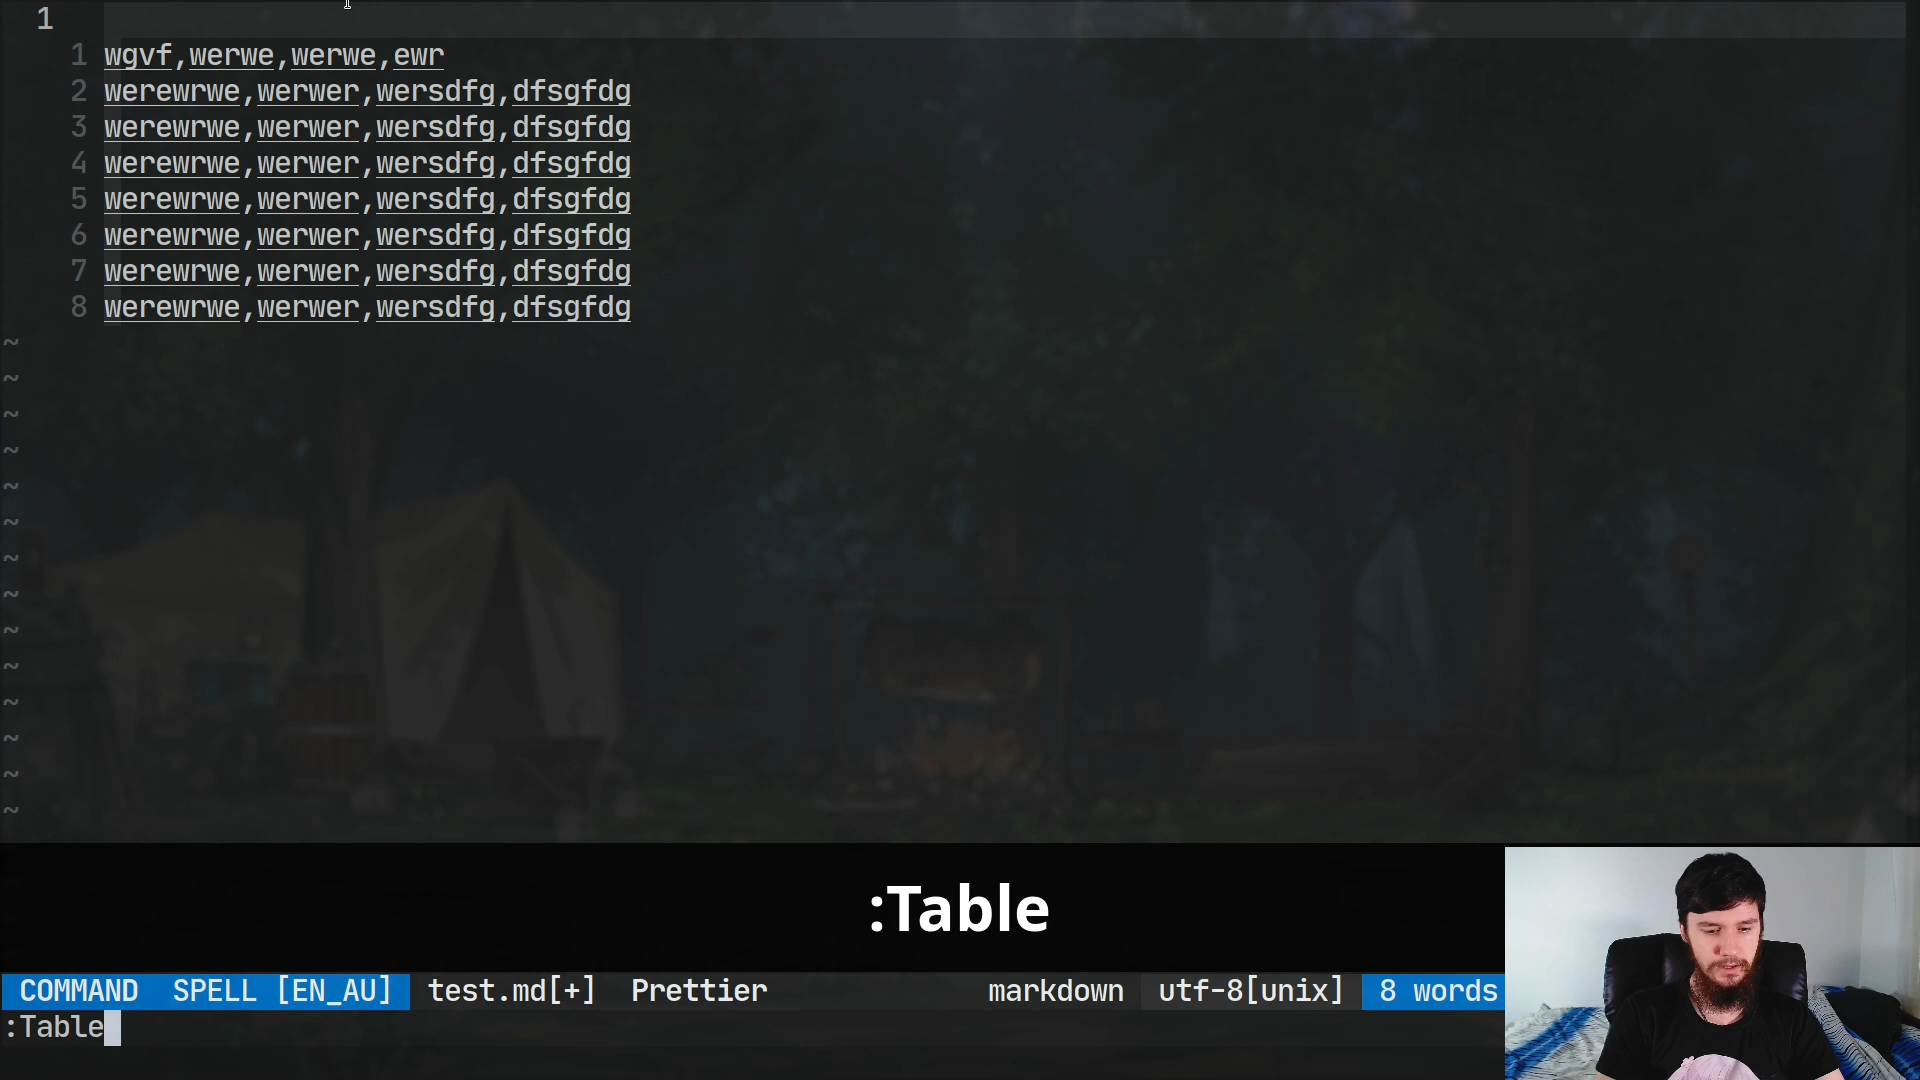 1
1 wgvf,werwe,werwe,ewr
2 werewrwe,werwer,wersdfg,dfsgfdg
3 werewrwe,werwer,wersdfg,dfsgfdg
4 werewrwe,werwer,wersdfg,dfsgfdg
5 werewrwe,werwer,wersdfg,dfsgfdg
6 werewrwe,werwer,wersdfg,dfsgfdg
7 werewrwe,werwer,wersdfg,dfsgfdg
8 werewrwe,werwer,wersdfg,dfsgfdg
~
~
~
~
~
~
~
~
~
~
~
~
~
~
:Table
COMMAND SPELL [EN_AU] test.md[+] Prettier markdown utf-8[unix] 8 words
:Table